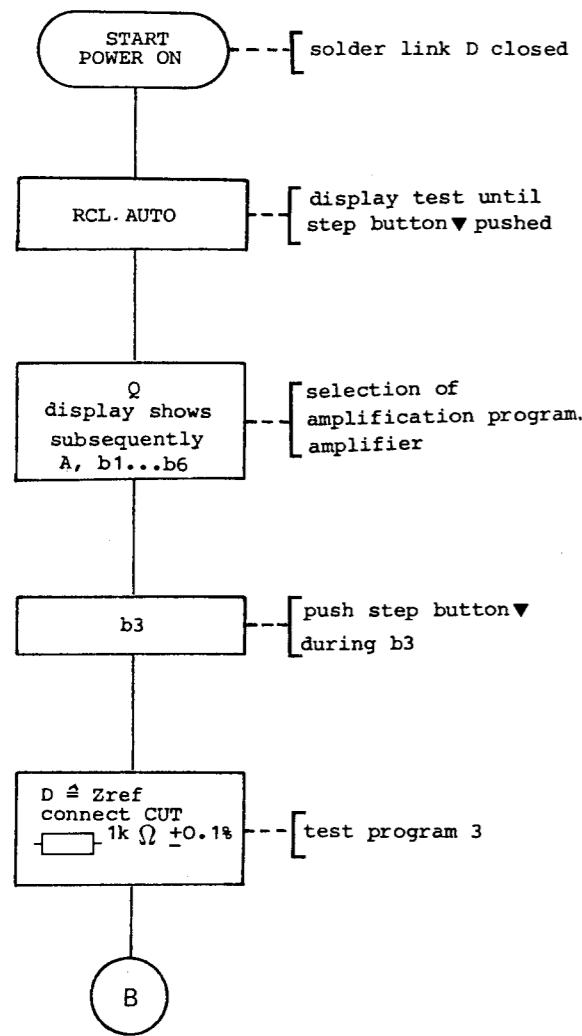 START
POWER ON
solder link D closed
RCL. AUTO
display test until
step button ▼ pushed
Q
display shows
subsequently
A, b1...b6
selection of
amplification program.
amplifier
b3
push step button ▼
during b3
D ≙ Zref
connect CUT
1k Ω ±0.1%
test program 3
B